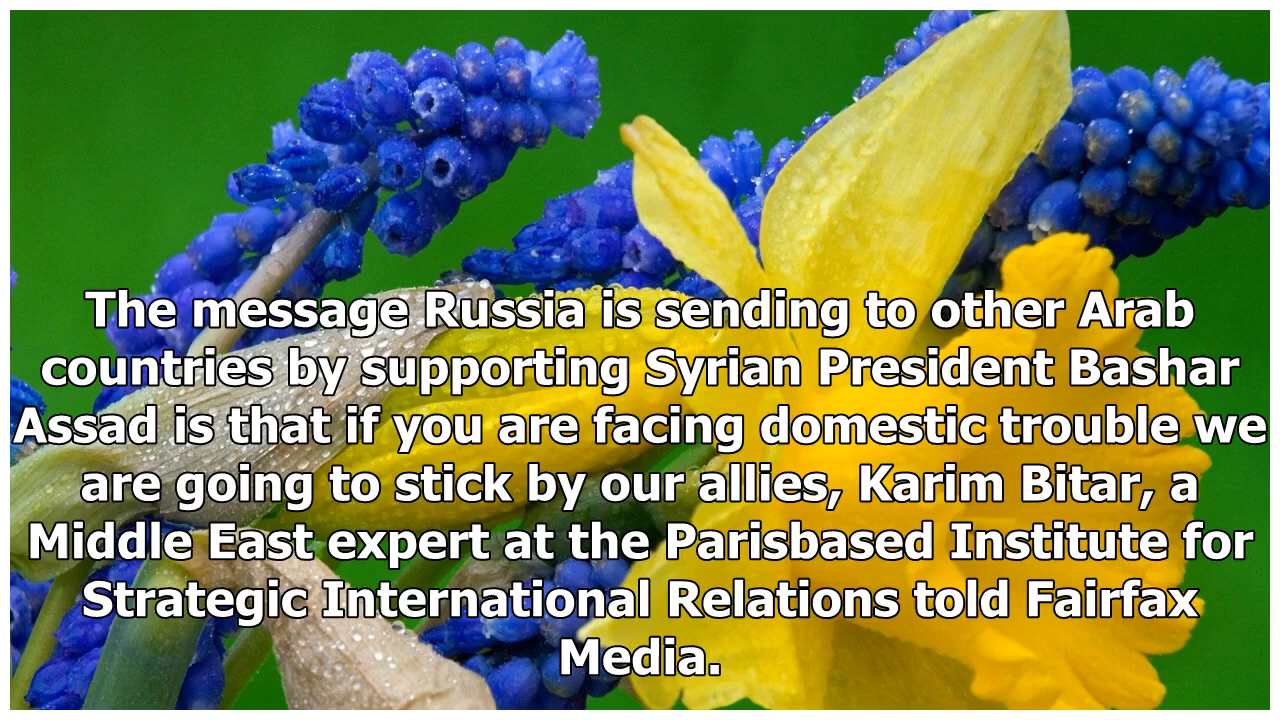 The message Russia is sending to other Arab
countries by supporting Syrian President Bashar
Assad is that if you are facing domestic trouble we
are going to stick by our allies, Karim Bitar, a
Middle East expert at the Parisbased Institute for
Strategic International Relations told Fairfax
Media.